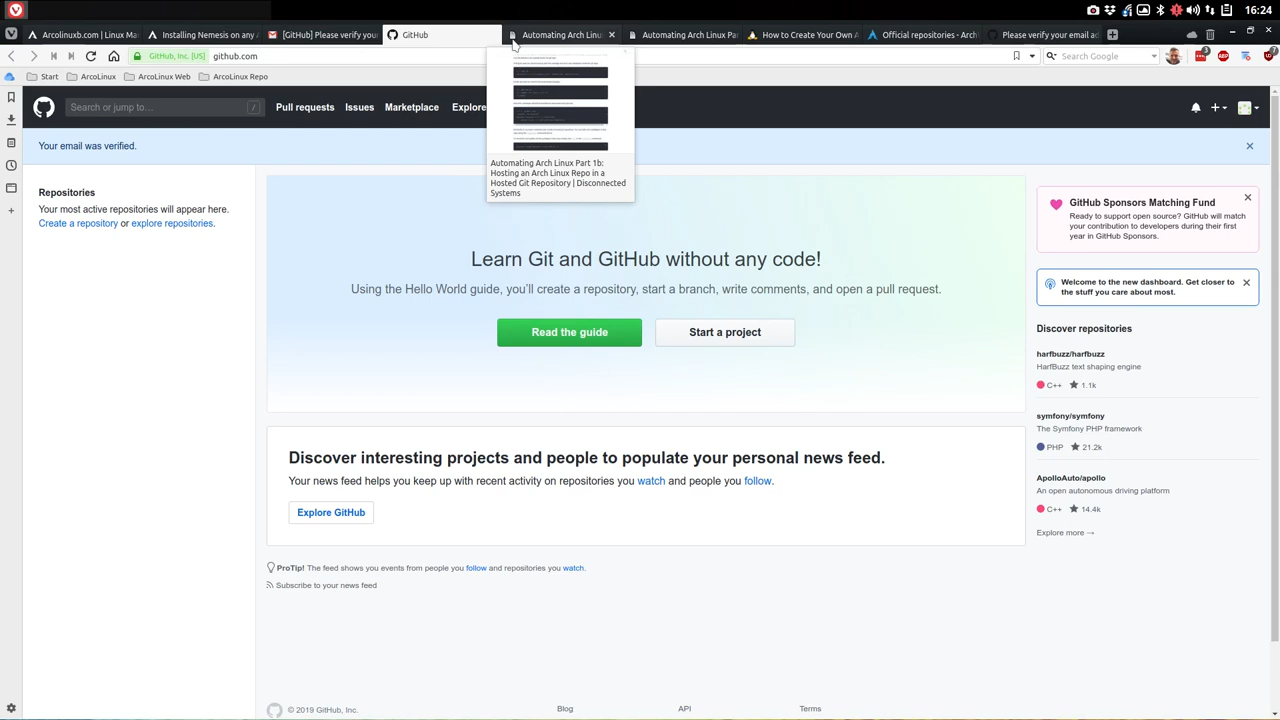 16:24
Arcolinuxb.com | Linux Ma
Installing Nemesis on any A
[GitHub] Please verify your
GitHub
Automating Arch Linu
Automating Arch Linux Par
How to Create Your Own A
Official repositories - Arch
Please verify your email ad
GitHub, Inc. [US]
github.com
Search Google
3
Start
ArcoLinux
ArcoLinux Web
ArcoLin
Search or jump to…
/
Pull requests
Issues
Marketplace
Explore
Your email was verified.
Automating Arch Linux Part 1b:
Hosting an Arch Linux Repo in a
Hosted Git Repository | Disconnected
Systems
Repositories
Your most active repositories will appear here.
Create a repository or explore repositories.
Learn Git and GitHub without any code!
Using the Hello World guide, you’ll create a repository, start a branch, write comments, and open a pull request.
Read the guide
Start a project
Discover interesting projects and people to populate your personal news feed.
Your news feed helps you keep up with recent activity on repositories you watch and people you follow.
Explore GitHub
ProTip! The feed shows you events from people you follow and repositories you watch.
Subscribe to your news feed
GitHub Sponsors Matching Fund
Ready to support open source? GitHub will match
your contribution to developers during their first
year in GitHub Sponsors.
Welcome to the new dashboard. Get closer to
the stuff you care about most.
Discover repositories
harfbuzz/harfbuzz
HarfBuzz text shaping engine
C++ 1.1k
symfony/symfony
The Symfony PHP framework
PHP 21.2k
ApolloAuto/apollo
An open autonomous driving platform
C++ 14.4k
Explore more →
© 2019 GitHub, Inc.
Blog
API
Terms